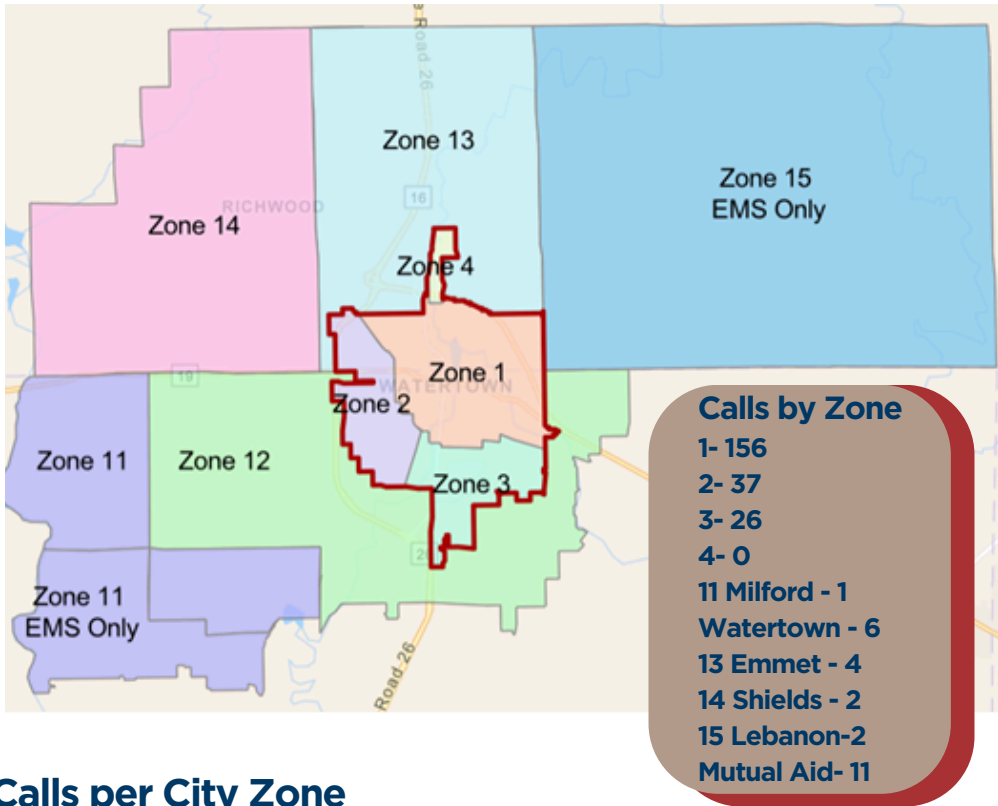 Road 26
Zone 13
Zone 15
EMS Only
16
RICHWOOD
Zone 14
Zone 4
19
Zone 1
WATERTOWN
Zone 2
Zone 11
Zone 12
Zone 3
Zone 11
EMS Only
Road 26
Calls by Zone
1- 156
2- 37
3- 26
4- 0
11 Milford - 1
Watertown - 6
13 Emmet - 4
14 Shields - 2
15 Lebanon-2
Mutual Aid- 11
Calls per City Zone